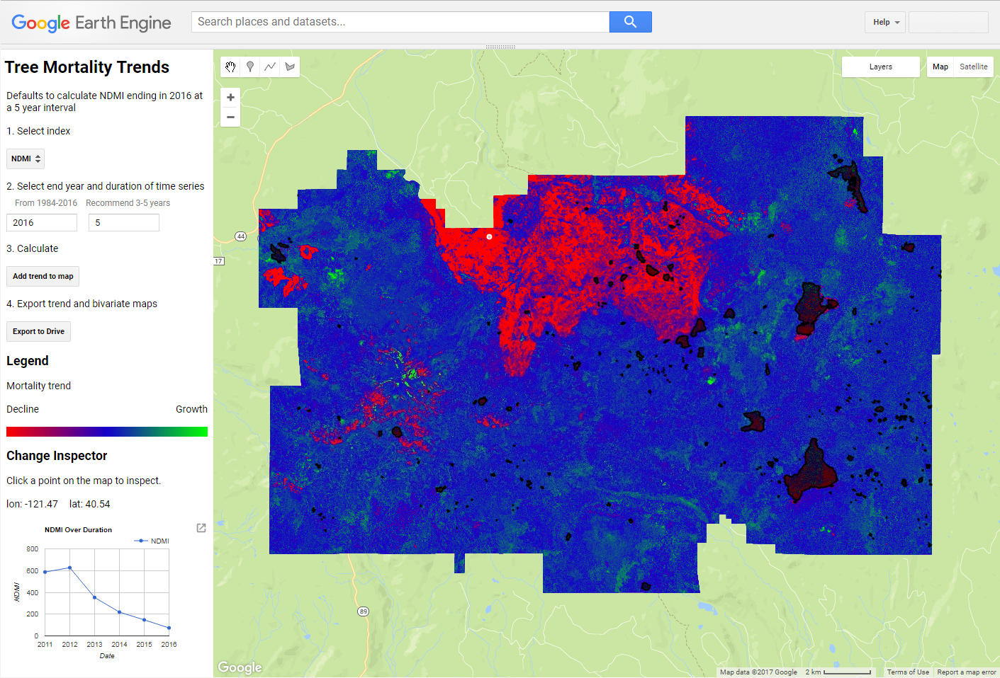 Google Earth Engine
Search places and datasets...
Help
Tree Mortality Trends
Defaults to calculate NDMI ending in 2016 at
a 5 year interval
1. Select index
NDMI
2. Select end year and duration of time series
From 1984-2016 Recommend 3-5 years
2016 5
3. Calculate
Add trend to map
4. Export trend and bivariate maps
Export to Drive
Legend
Mortality trend
Decline Growth
Change Inspector
Click a point on the map to inspect.
lon: -121.47 lat: 40.54
NDMI Over Duration
NDMI
800
600
400
200
0
NDMI
2011 2012 2013 2014 2015 2016
Date
Layers
Map Satellite
44
17
89
Google
Map data ©2017 Google 2 km Terms of Use Report a map error